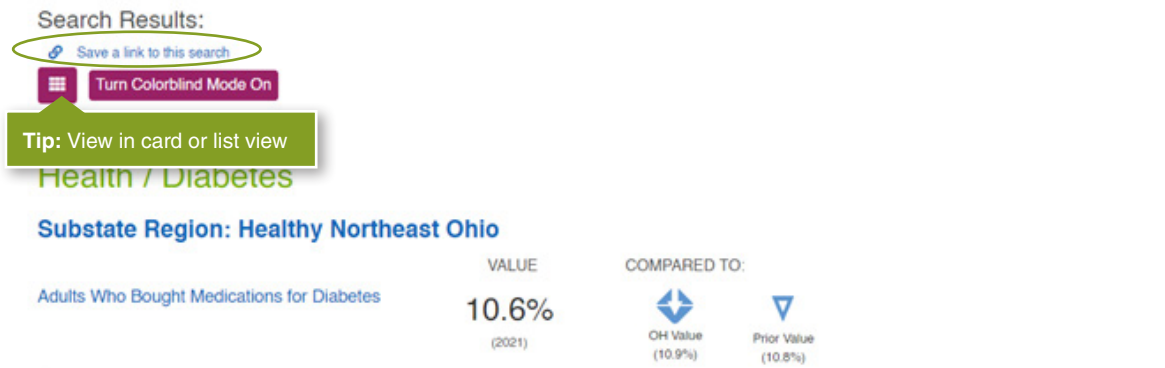 Search Results:
Save a link to this search
Turn Colorblind Mode On
Tip: View in card or list view
Health / Diabetes
Substate Region: Healthy Northeast Ohio
VALUE COMPARED TO:
Adults Who Bought Medications for Diabetes 10.6%
(2021)
OH Value
(10.9%)
Prior Value
(10.8%)